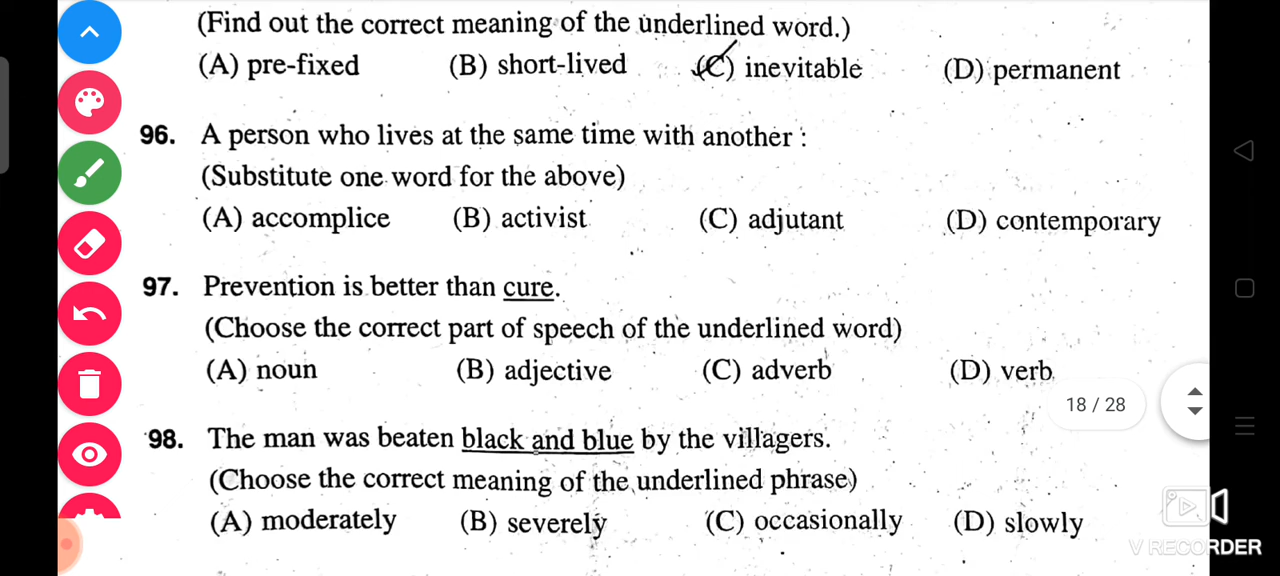 (Find out the correct meaning of the underlined word.)
(A) pre-fixed (B) short-lived (C) inevitable (D) permanent
96. A person who lives at the same time with another :
(Substitute one word for the above)
(A) accomplice (B) activist (C) adjutant (D) contemporary
97. Prevention is better than cure.
(Choose the correct part of speech of the underlined word)
(A) noun (B) adjective (C) adverb (D) verb
18 / 28
98. The man was beaten black and blue by the villagers.
(Choose the correct meaning of the underlined phrase)
(A) moderately (B) severely (C) occasionally (D) slowly
V RECORDER